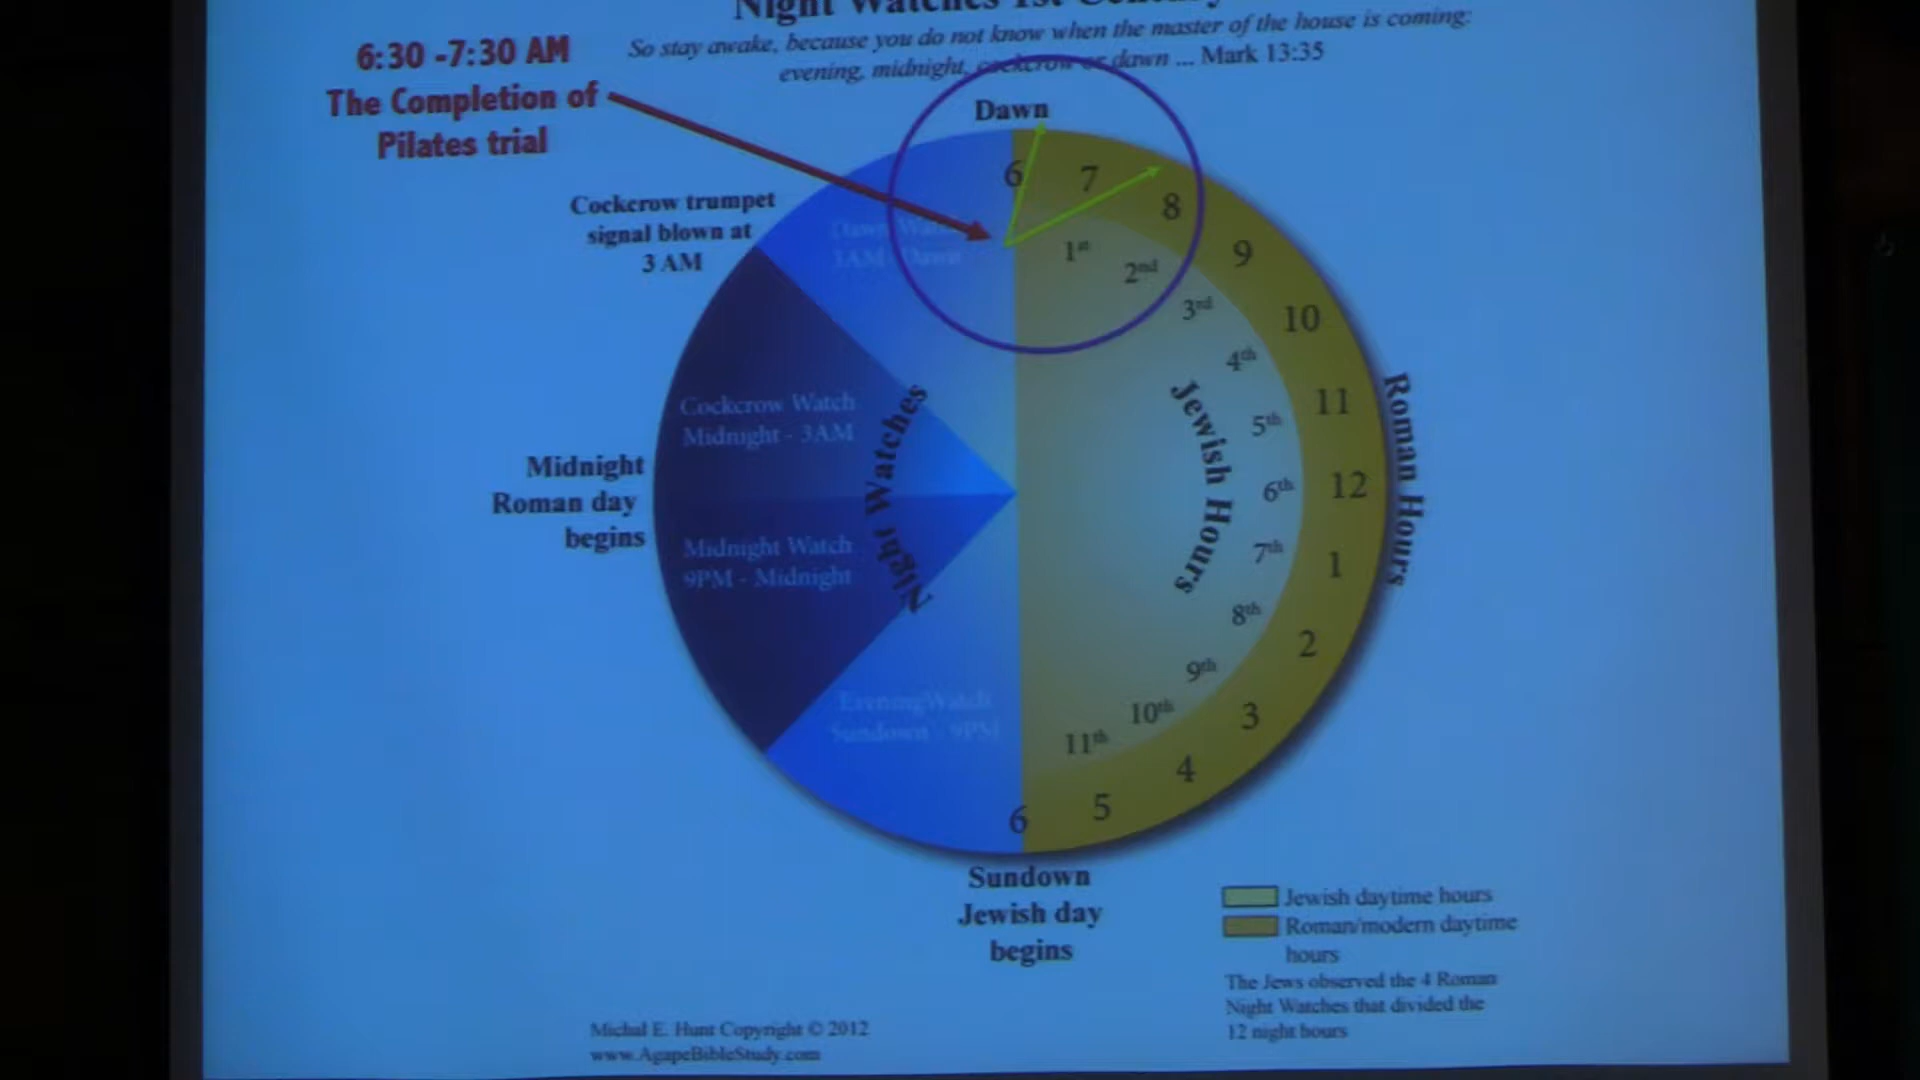 Night Watches 1st Century
So stay awake, because you do not know when the master of the house is coming:
evening, midnight, cockcrow or dawn ... Mark 13:35
6:30 -7:30 AM
The Completion of
Pilates trial
Dawn
Cockcrow trumpet
signal blown at
3 AM
Dawn Watch
3AM - Dawn
Cockcrow Watch
Midnight - 3AM
Midnight
Roman day
begins
Midnight Watch
9PM - Midnight
Evening Watch
Sundown - 9PM
Night Watches
6
7
8
9
10
11
12
1
2
3
4
5
6
1st
2nd
3rd
4th
5th
6th
7th
8th
9th
10th
11th
Jewish Hours
Roman Hours
Sundown
Jewish day
begins
Jewish daytime hours
Roman/modern daytime
hours
The Jews observed the 4 Roman
Night Watches that divided the
12 night hours
Michal E. Hunt Copyright © 2012
www.AgapeBibleStudy.com